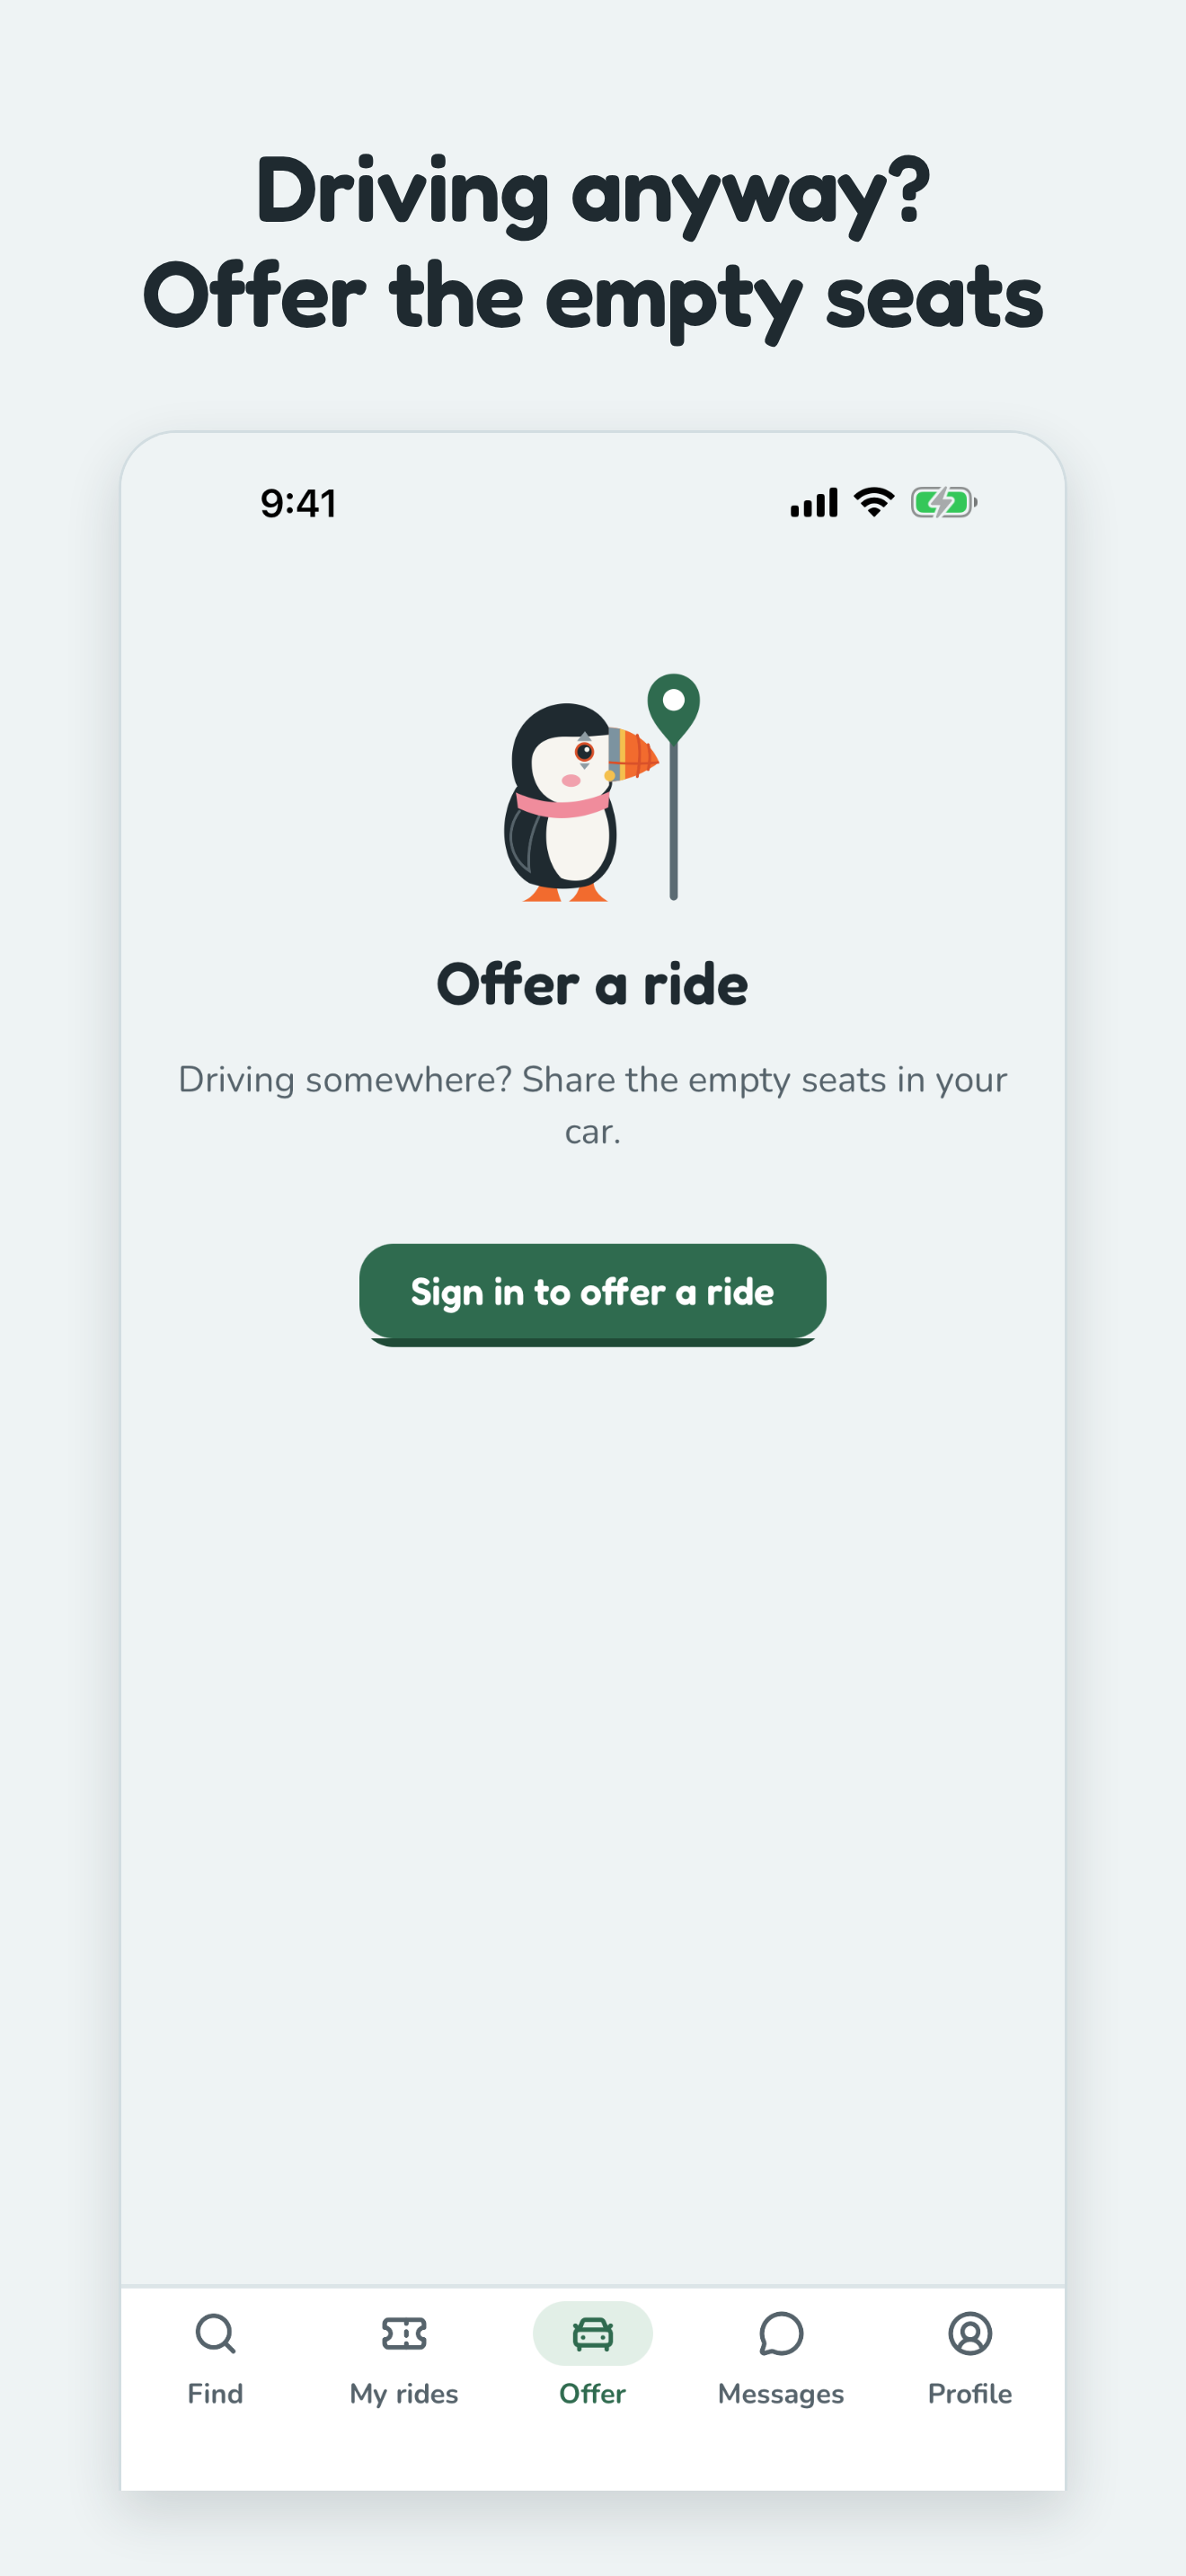 Driving anyway?
Offer the empty seats
9:41
Offer a ride
Driving somewhere? Share the empty seats in your
car.
Sign in to offer a ride
Find
My rides
Offer
Messages
Profile